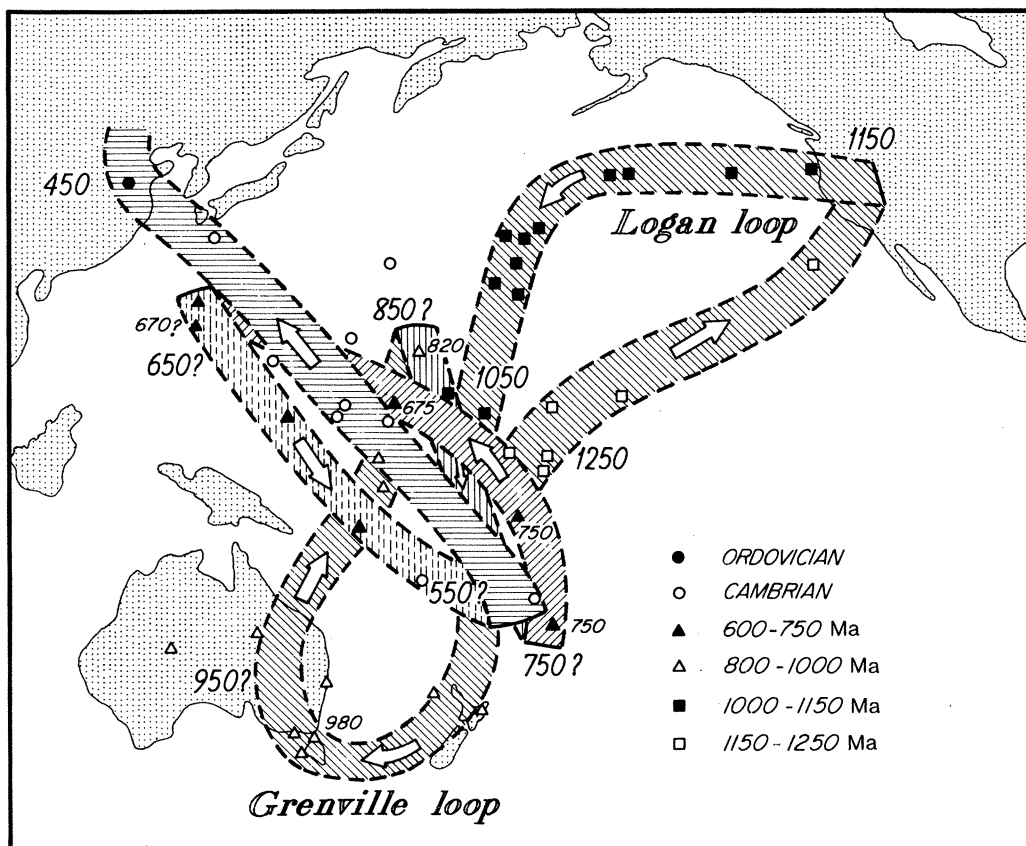 1150
450
Logan loop
850?
820
670?
650?
1050
675
1250
750
550?
750
750?
950?
980
Grenville loop
ORDOVICIAN
CAMBRIAN
600-750 Ma
800-1000 Ma
1000-1150 Ma
1150-1250 Ma